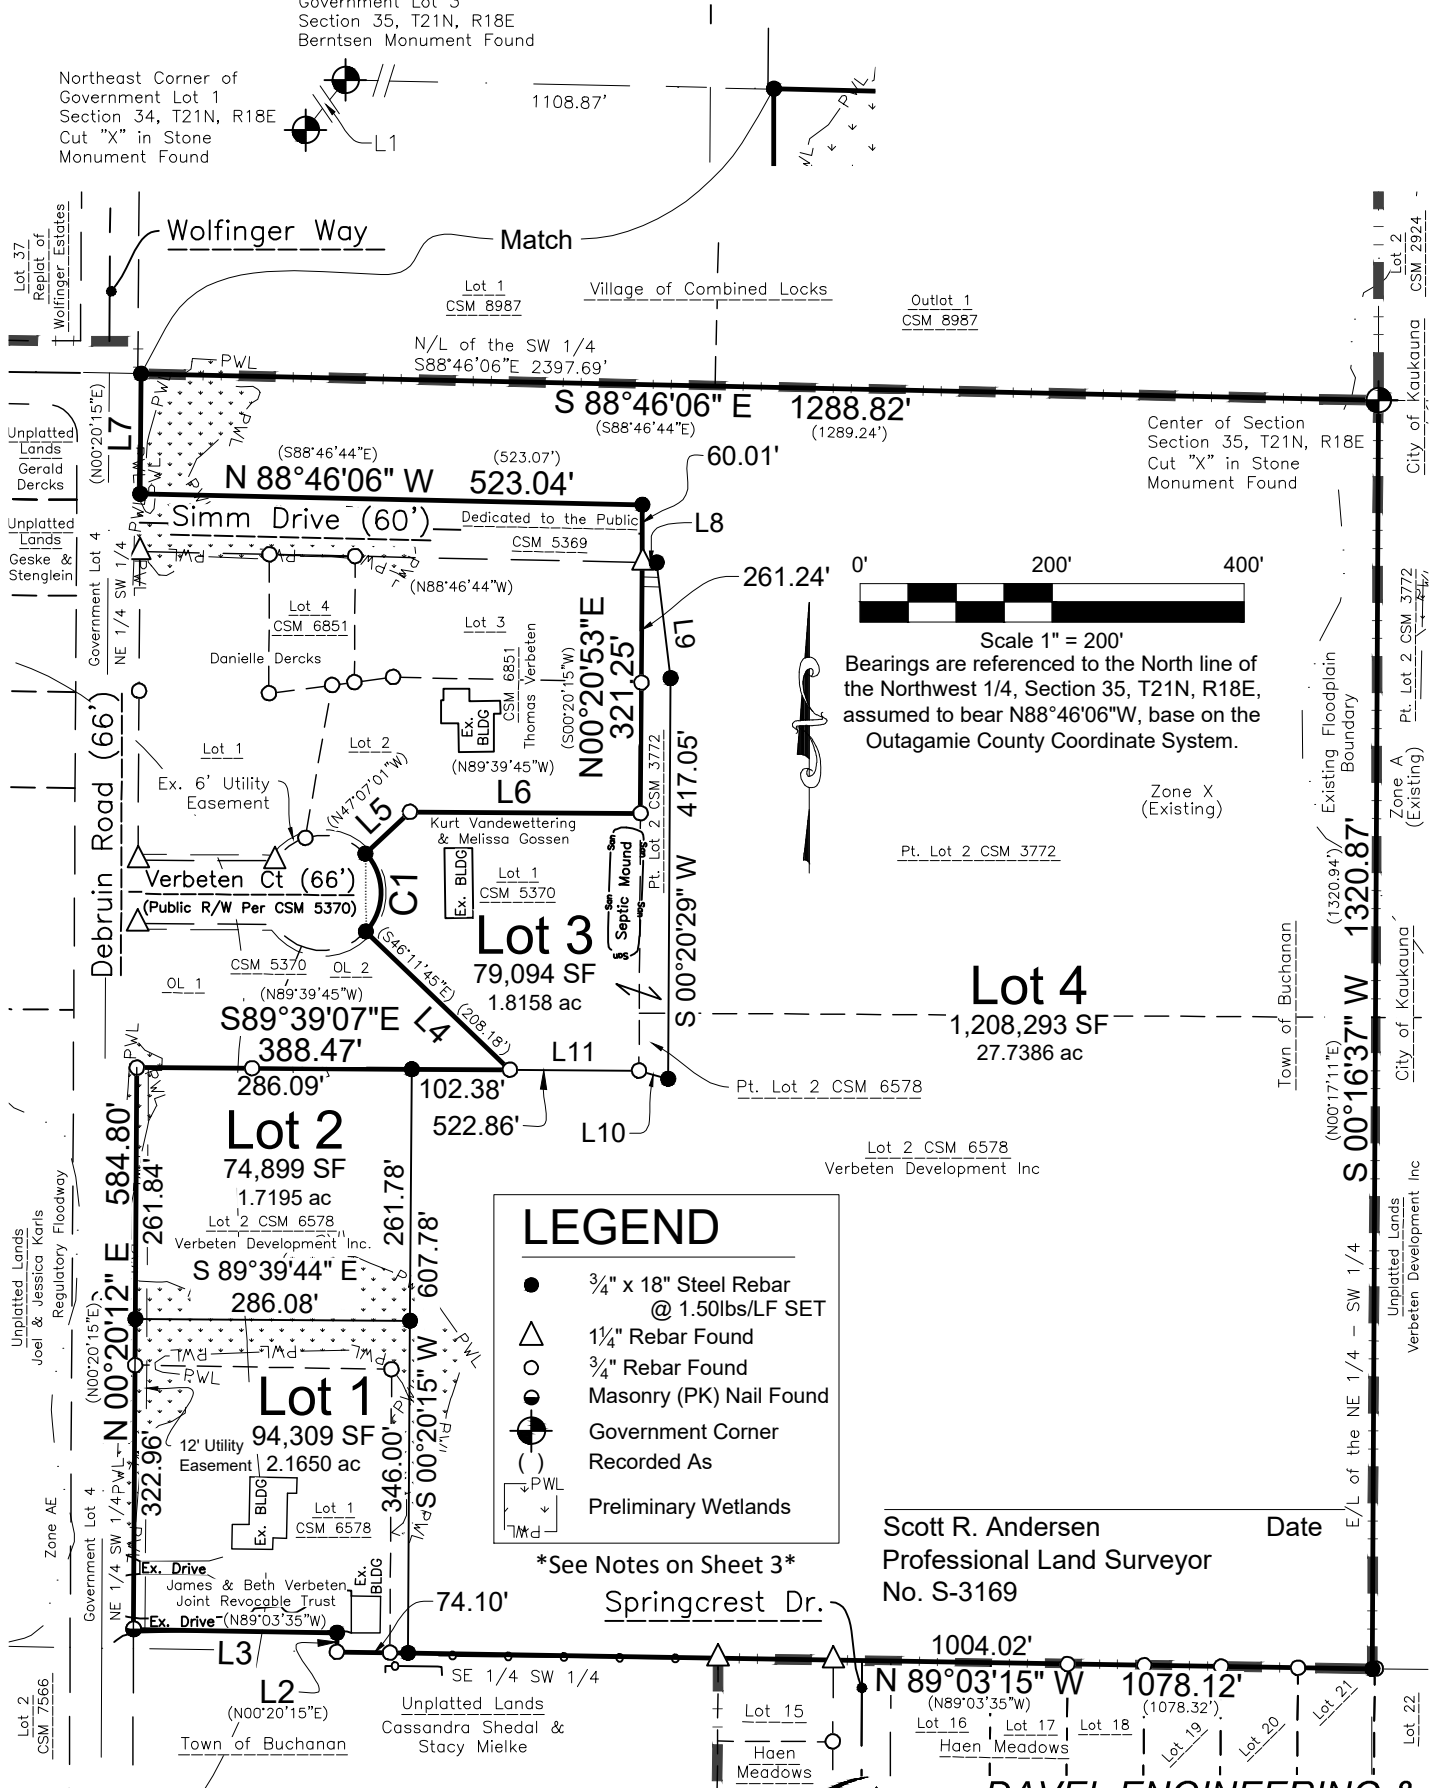 Government Lot 3
Section 35, T21N, R18E
Berntsen Monument Found
Northeast Corner of
Government Lot 1
Section 34, T21N, R18E
Cut "X" in Stone
Monument Found
L1
1108.87'
PWL
Lot 37
Replat of
Wolfinger Estates
Wolfinger Way
Match
Lot 1
CSM 8987
Village of Combined Locks
Outlot 1
CSM 8987
Lot 2
CSM 2924
City of Kaukauna
N/L of the SW 1/4
S88°46'06"E 2397.69'
S 88°46'06" E 1288.82'
(S88°46'44"E)
(1289.24')
Center of Section
Section 35, T21N, R18E
Cut "X" in Stone
Monument Found
PWL
PWL
PWL
L7
(N00°20'15"E)
Unplatted
Lands
Gerald
Dercks
Unplatted
Lands
Geske &
Stenglein
(S88°46'44"E)
(523.07')
N 88°46'06" W 523.04'
60.01'
Simm Drive (60')
Dedicated to the Public
CSM 5369
L8
(N88°46'44"W)
261.24'
0'
200'
400'
Scale 1" = 200'
Bearings are referenced to the North line of
the Northwest 1/4, Section 35, T21N, R18E,
assumed to bear N88°46'06"W, base on the
Outagamie County Coordinate System.
Government Lot 4
NE 1/4 SW 1/4
Lot 4
CSM 6851
Danielle Dercks
Lot 3
CSM 6851
Thomas Verbeten
(S00°20'15"W)
N00°20'53"E
321.25'
L9
Pt. Lot 2 CSM 3772
417.05'
S 00°20'29" W
Lot 1
Lot 2
Ex.
BLDG
(N89°39'45"W)
Ex. 6' Utility
Easement
(N47°07'01"W)
L5
L6
Kurt Vandewettering
& Melissa Gossen
Zone X
(Existing)
Existing Floodplain
Boundary
Zone A
(Existing)
Pt. Lot 2 CSM 3772
Pt. Lot 2 CSM 3772
Debruin Road (66')
Verbeten Ct (66')
(Public R/W Per CSM 5370)
C1
Ex. BLDG
Lot 1
CSM 5370
Septic Mound
San
San
San
San
San
Lot 3
79,094 SF
1.8158 ac
CSM 5370
OL 2
OL 1
(N89°39'45"W)
S89°39'07"E
388.47'
(S46°11'45"E)
(208.18')
L4
L11
Lot 4
1,208,293 SF
27.7386 ac
(1320.94')
1320.87'
S 00°16'37" W
(N00°17'11"E)
Town of Buchanan
City of Kaukauna
286.09'
102.38'
522.86'
L10
Pt. Lot 2 CSM 6578
Lot 2 CSM 6578
Verbeten Development Inc
PWL
PWL
584.80'
261.84'
N 00°20'12" E
(N00°20'15"E)
Lot 2
74,899 SF
1.7195 ac
Lot 2 CSM 6578
Verbeten Development Inc.
S 89°39'44" E
286.08'
261.78'
607.78'
S 00°20'15" W
Unplatted Lands
Joel & Jessica Karls
Regulatory Floodway
Unplatted Lands
Verbeten Development Inc
E/L of the NE 1/4 - SW 1/4
LEGEND
¾" x 18" Steel Rebar
@ 1.50lbs/LF SET
1¼" Rebar Found
¾" Rebar Found
Masonry (PK) Nail Found
Government Corner
( ) Recorded As
PWL
Preliminary Wetlands
PWL
PWL
PWL
PWL
PWL
PWL
Lot 1
94,309 SF
2.1650 ac
12' Utility
Easement
322.96'
346.00'
PWL
PWL
Ex. BLDG
Lot 1
CSM 6578
Zone AE
Government Lot 4
NE 1/4 SW 1/4
Ex. Drive
James & Beth Verbeten
Joint Revocable Trust
Ex. Drive
(N89°03'35"W)
Ex.
BLDG
*See Notes on Sheet 3*
Scott R. Andersen Date
Professional Land Surveyor
No. S-3169
74.10'
Springcrest Dr.
L3
L2
(N00°20'15"E)
SE 1/4 SW 1/4
Unplatted Lands
Cassandra Shedal &
Stacy Mielke
Town of Buchanan
Lot 2
CSM 7566
1004.02'
N 89°03'15" W 1078.12'
(N89°03'35"W)
(1078.32')
Lot 15
Haen
Meadows
Lot 16
Lot 17
Lot 18
Haen Meadows
Lot 19
Lot 20
Lot 21
Lot 22
DAVEL ENGINEERING &